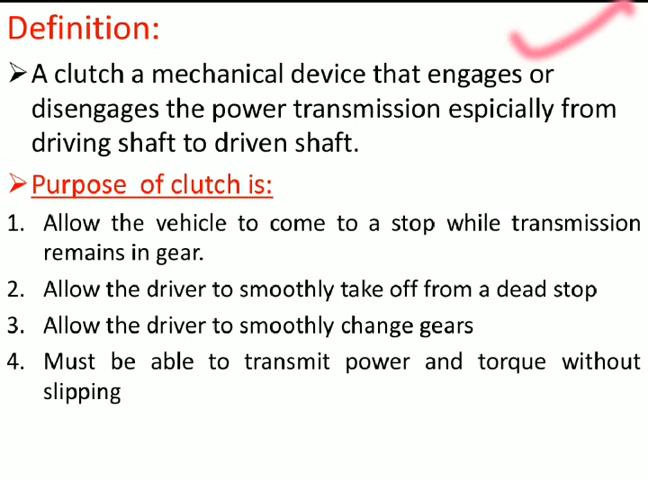 Definition:
➢A clutch a mechanical device that engages or
disengages the power transmission espicially from
driving shaft to driven shaft.
➢Purpose of clutch is:
1. Allow the vehicle to come to a stop while transmission
remains in gear.
2. Allow the driver to smoothly take off from a dead stop
3. Allow the driver to smoothly change gears
4. Must be able to transmit power and torque without
slipping